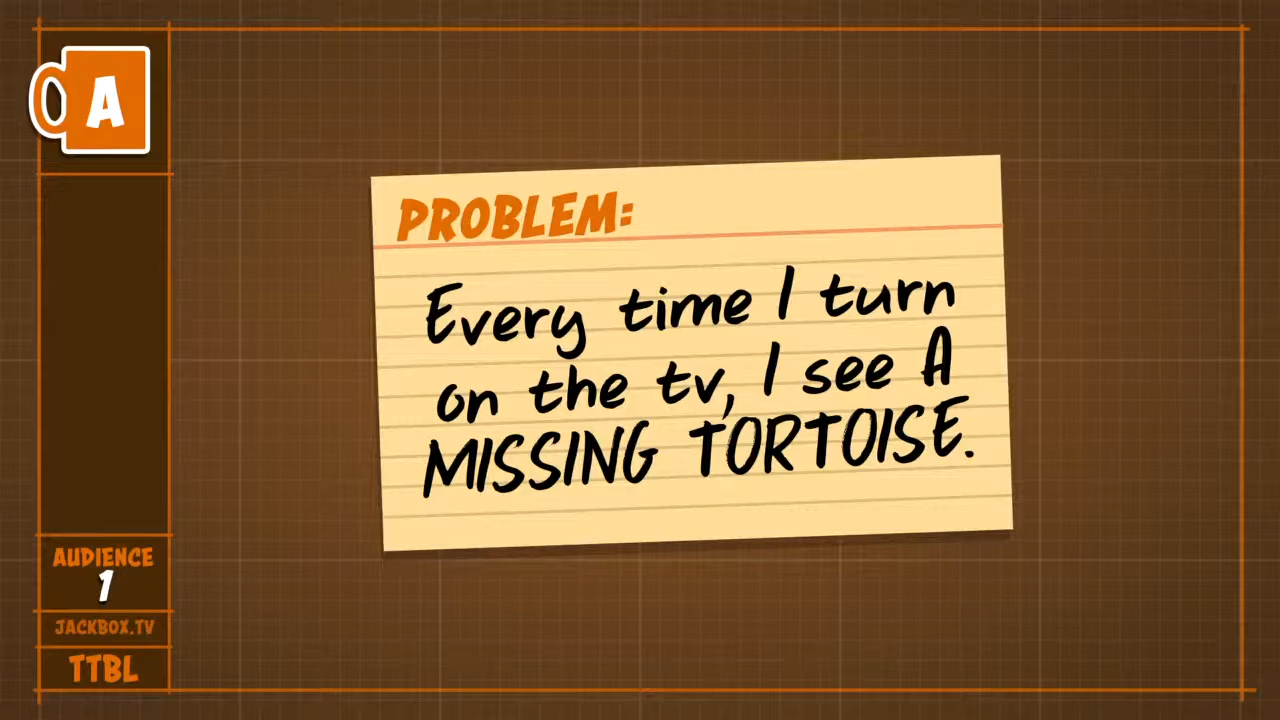 A
PROBLEM:
Every time I turn
on the tv, I see A
MISSING TORTOISE.
AUDIENCE
1
JACKBOX.TV
TTBL